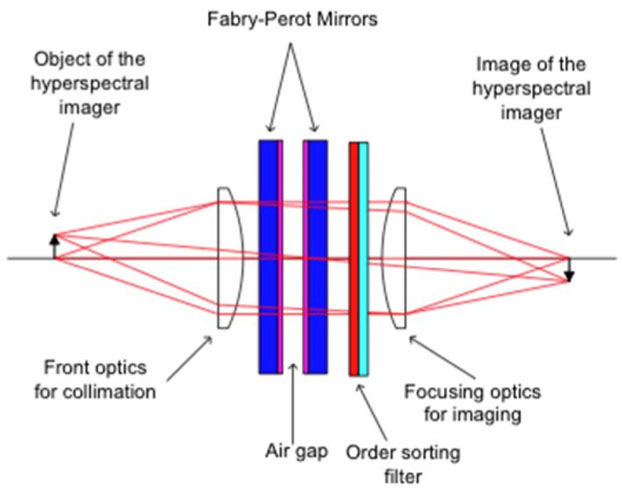 Fabry-Perot Mirrors
Object of the
hyperspectral
imager
Image of the
hyperspectral
imager
Front optics
for collimation
Focusing optics
for imaging
Air gap
Order sorting
filter